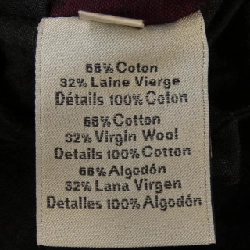 68% Coton
32% Laine Vierge
Détails 100% Coton
68% Cotton
32% Virgin Wool
Details 100% Cotton
68% Algodón
32% Lana Virgen
Detalles 100% Algodón